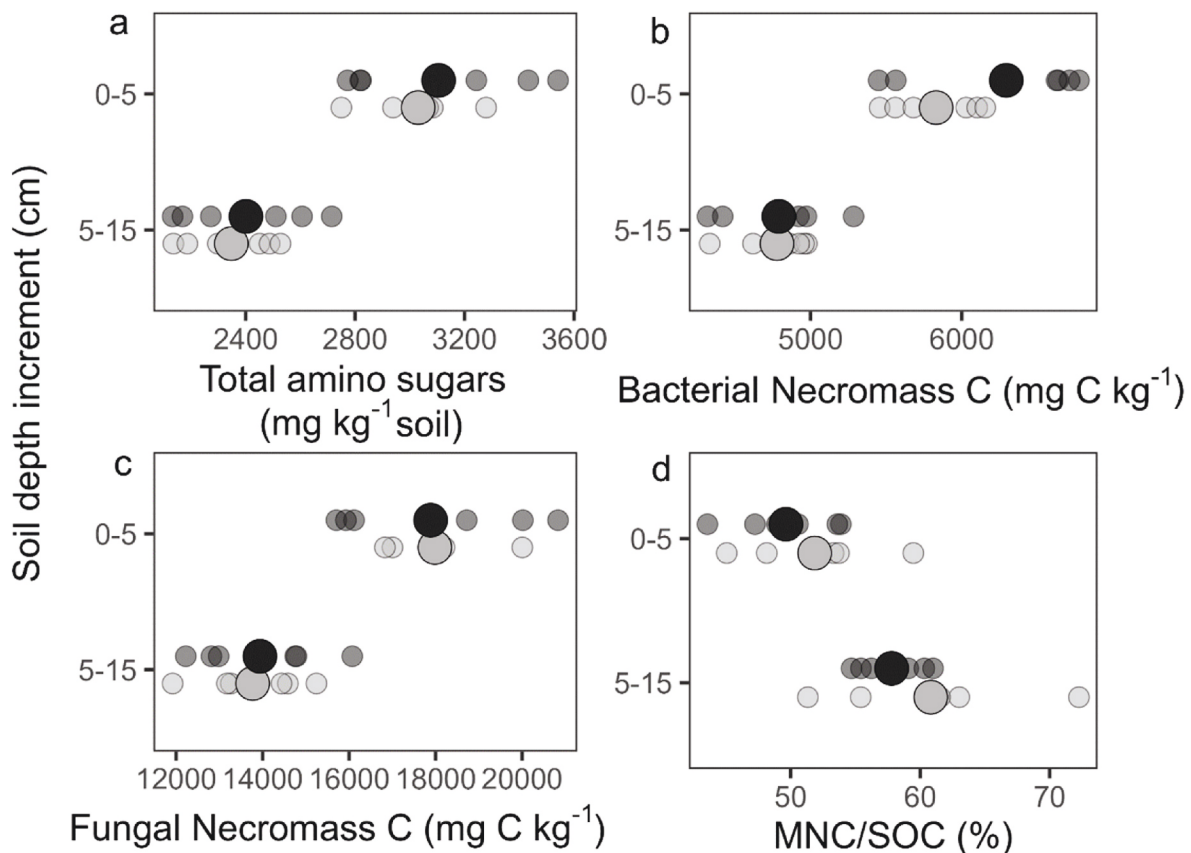 Soil depth increment (cm)
a
0-5
5-15
2400 2800 3200 3600
Total amino sugars
(mg kg⁻¹ soil)
b
0-5
5-15
5000 6000
Bacterial Necromass C (mg C kg⁻¹)
c
0-5
5-15
12000 14000 16000 18000 20000
Fungal Necromass C (mg C kg⁻¹)
d
0-5
5-15
50 60 70
MNC/SOC (%)